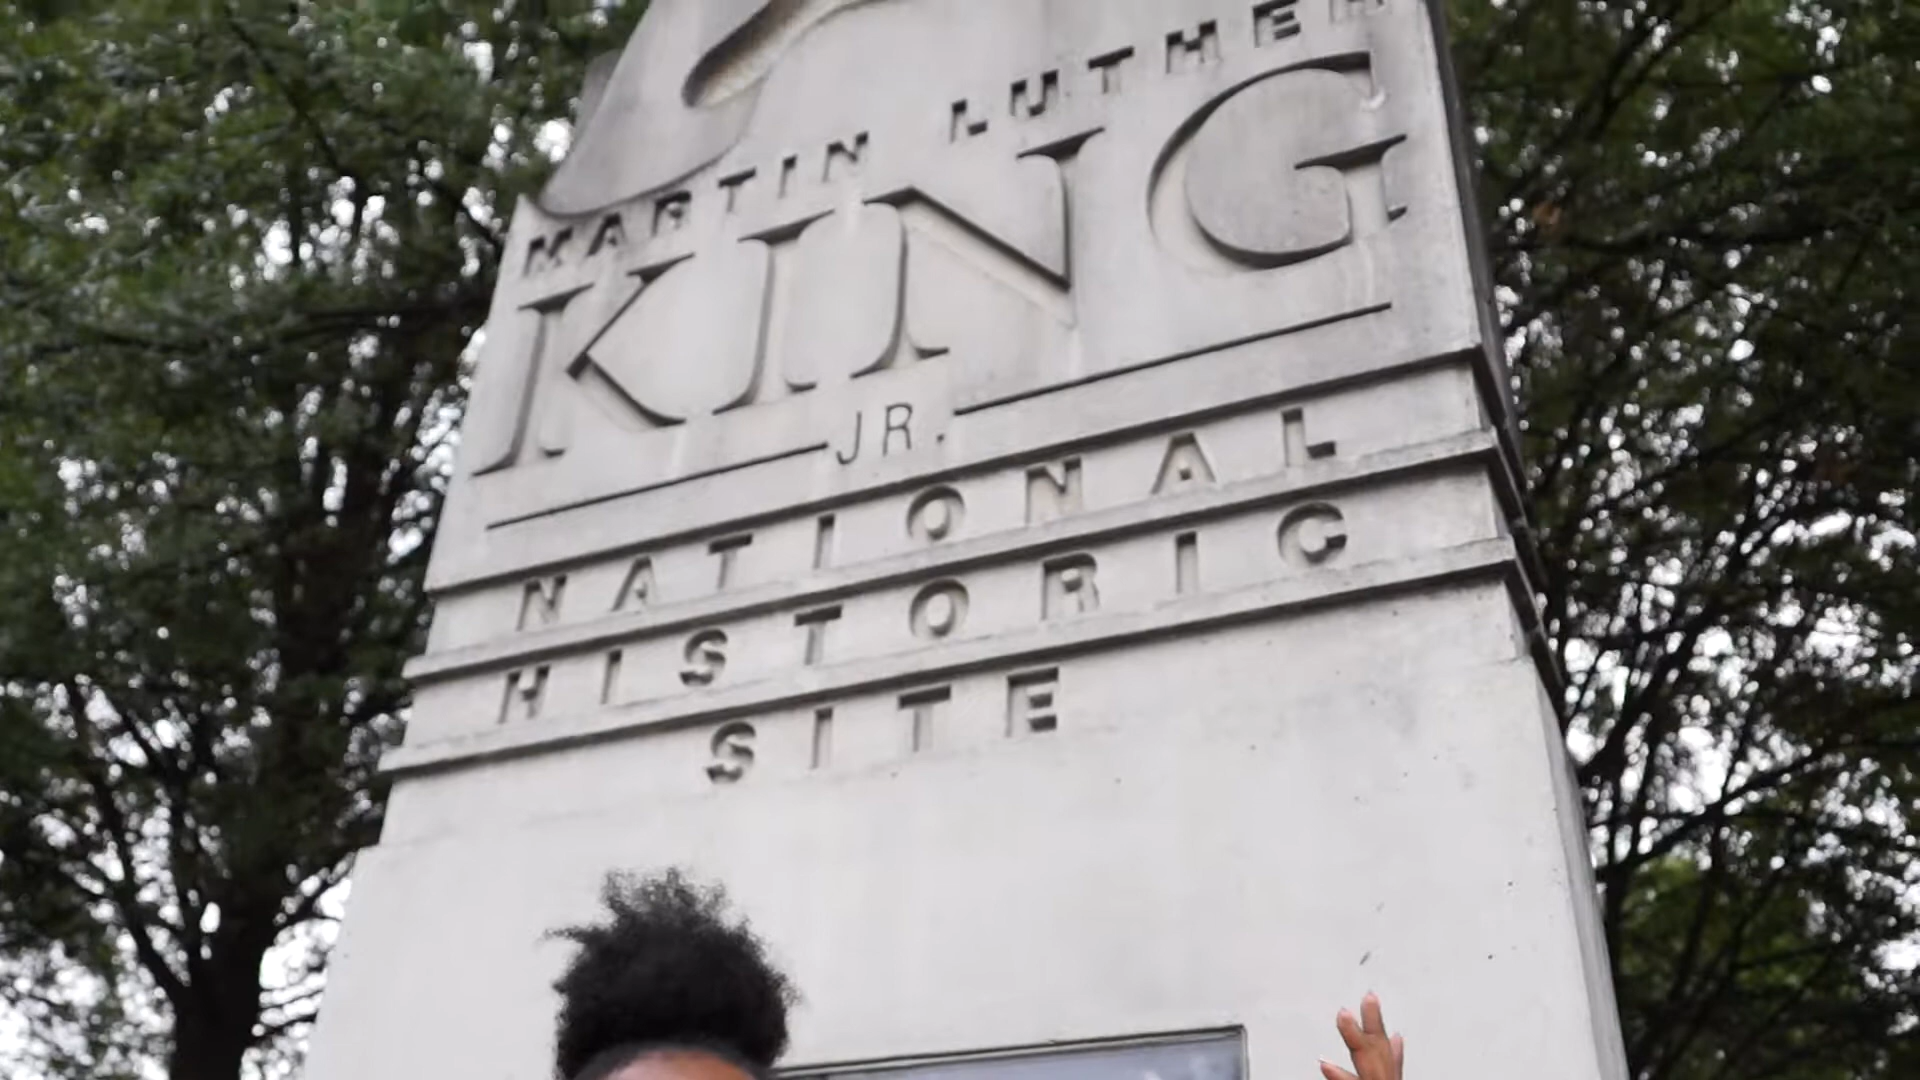 MARTIN LUTHER
KING
JR.
NATIONAL
HISTORIC
SITE